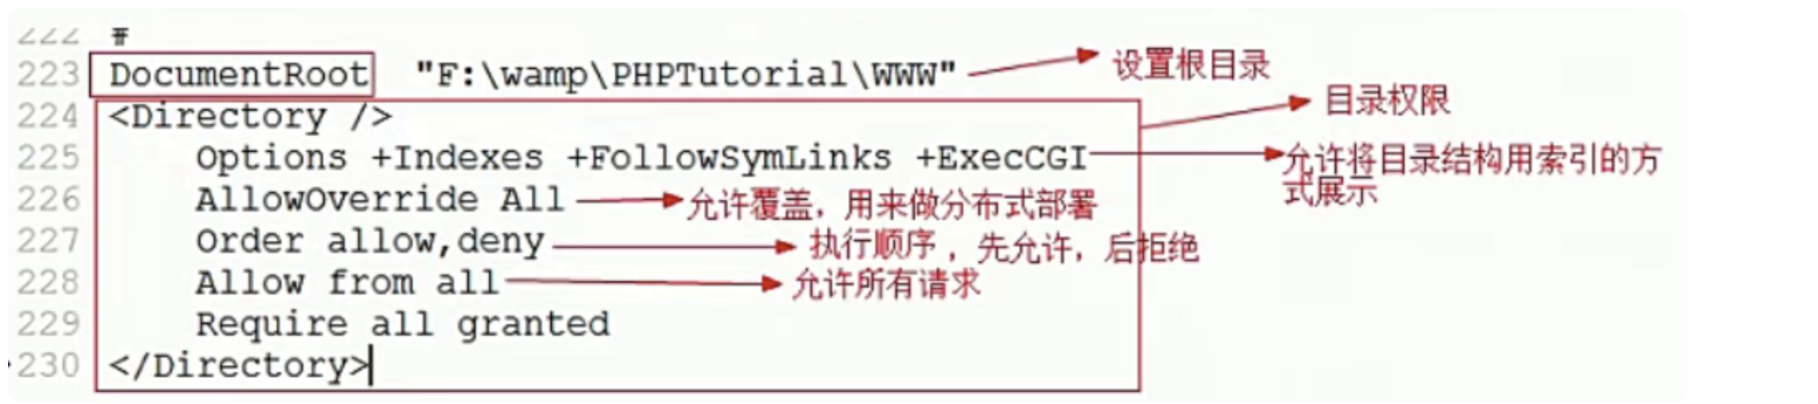 222 #
223 DocumentRoot "F:\wamp\PHPTutorial\WWW" 设置根目录
224 <Directory /> 目录权限
225 Options +Indexes +FollowSymLinks +ExecCGI 允许将目录结构用索引的方
式展示
226 AllowOverride All 允许覆盖，用来做分布式部署
227 Order allow,deny 执行顺序，先允许，后拒绝
228 Allow from all 允许所有请求
229 Require all granted
230 </Directory>